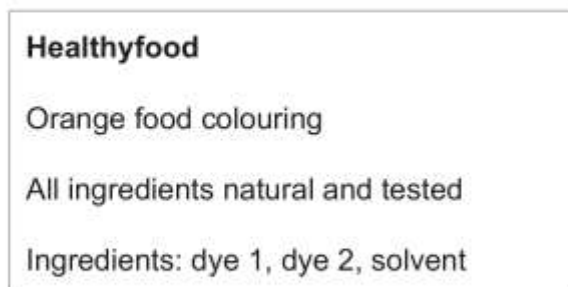 Healthyfood
Orange food colouring
All ingredients natural and tested
Ingredients: dye 1, dye 2, solvent